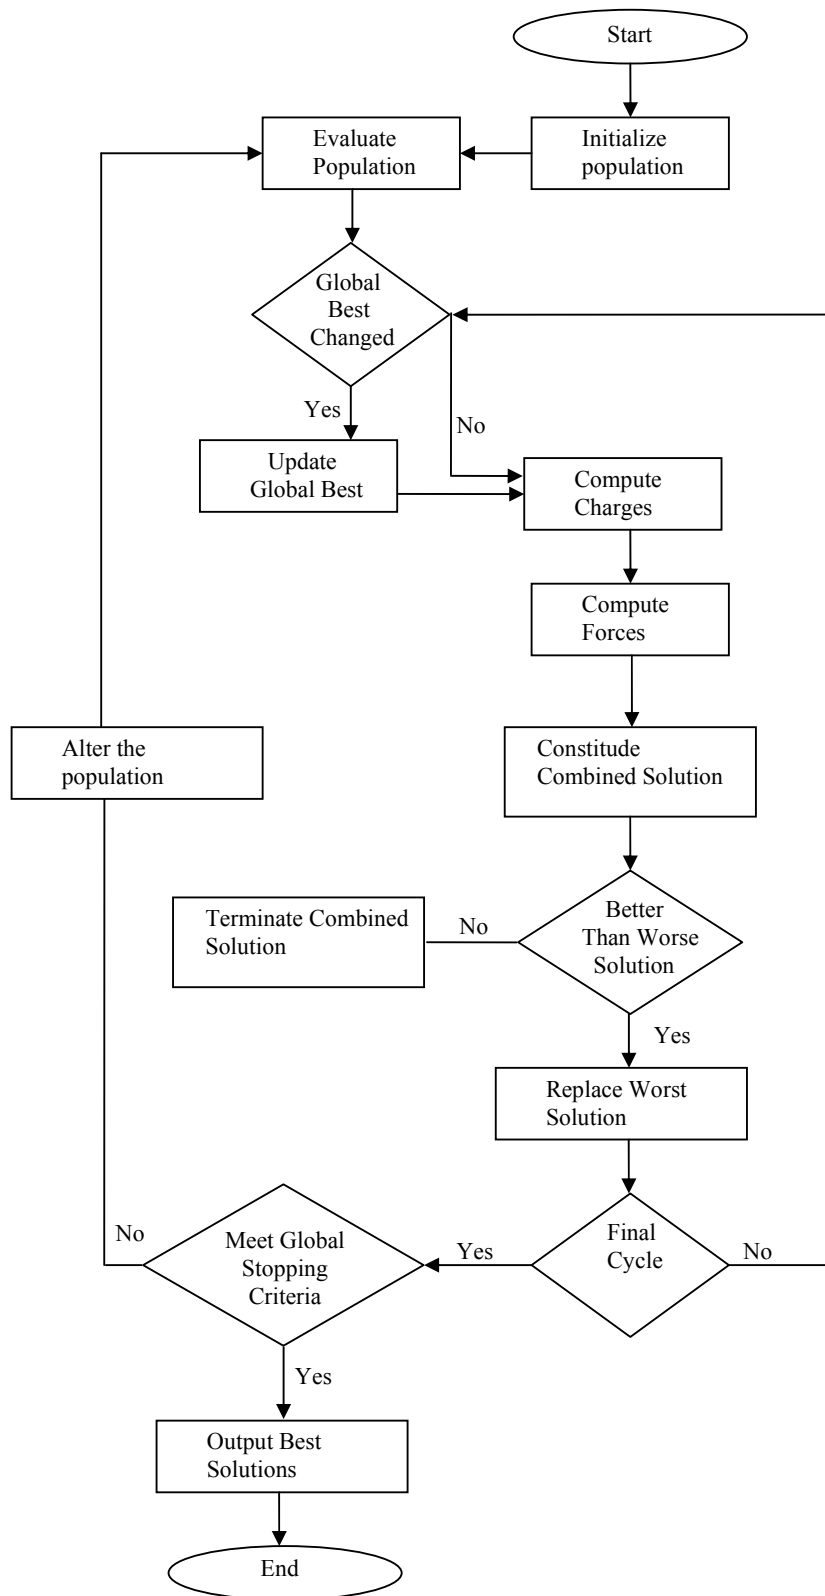 Start
Initialize
population
Evaluate
Population
Global
Best
Changed
Yes
No
Update
Global Best
Compute
Charges
Compute
Forces
Alter the
population
Constitude
Combined Solution
Better
Than Worse
Solution
No
Terminate Combined
Solution
Yes
Replace Worst
Solution
Final
Cycle
No
Yes
Meet Global
Stopping
Criteria
No
Yes
Output Best
Solutions
End